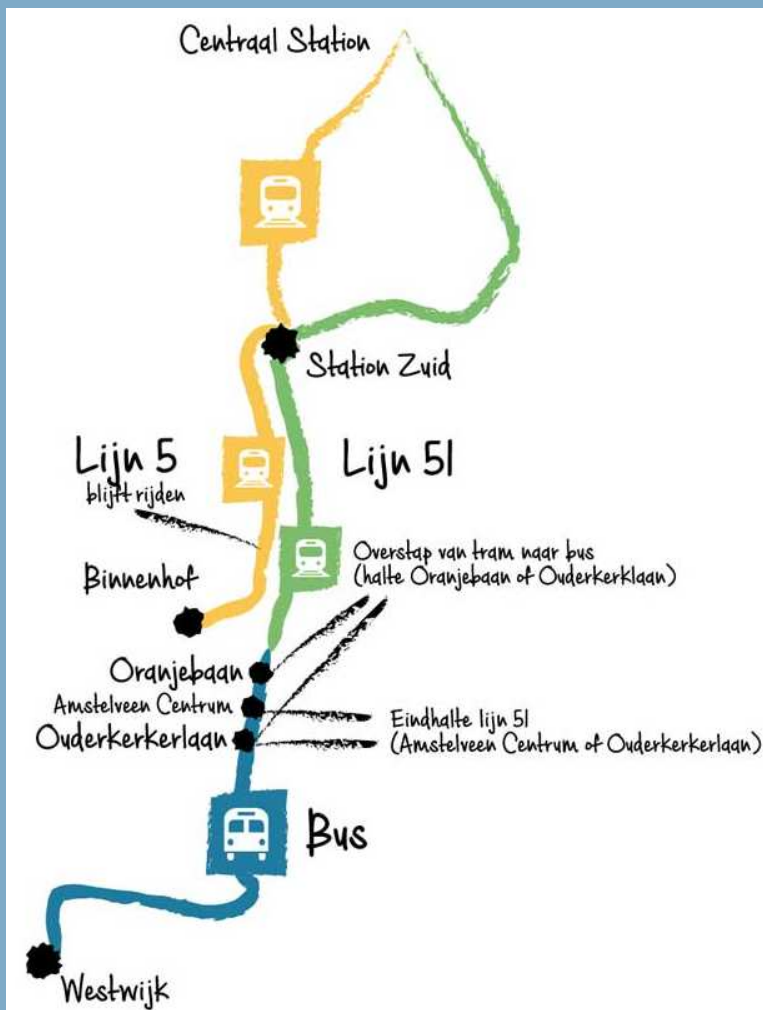 Centraal Station
Station Zuid
Lijn 5
blijft rijden
Lijn 51
Overstap van tram naar bus
(halte Oranjebaan of Ouderkerklaan)
Binnenhof
Oranjebaan
Amstelveen Centrum
Ouderkerkerlaan
Eindhalte lijn 51
(Amstelveen Centrum of Ouderkerkerlaan)
Bus
Westwijk